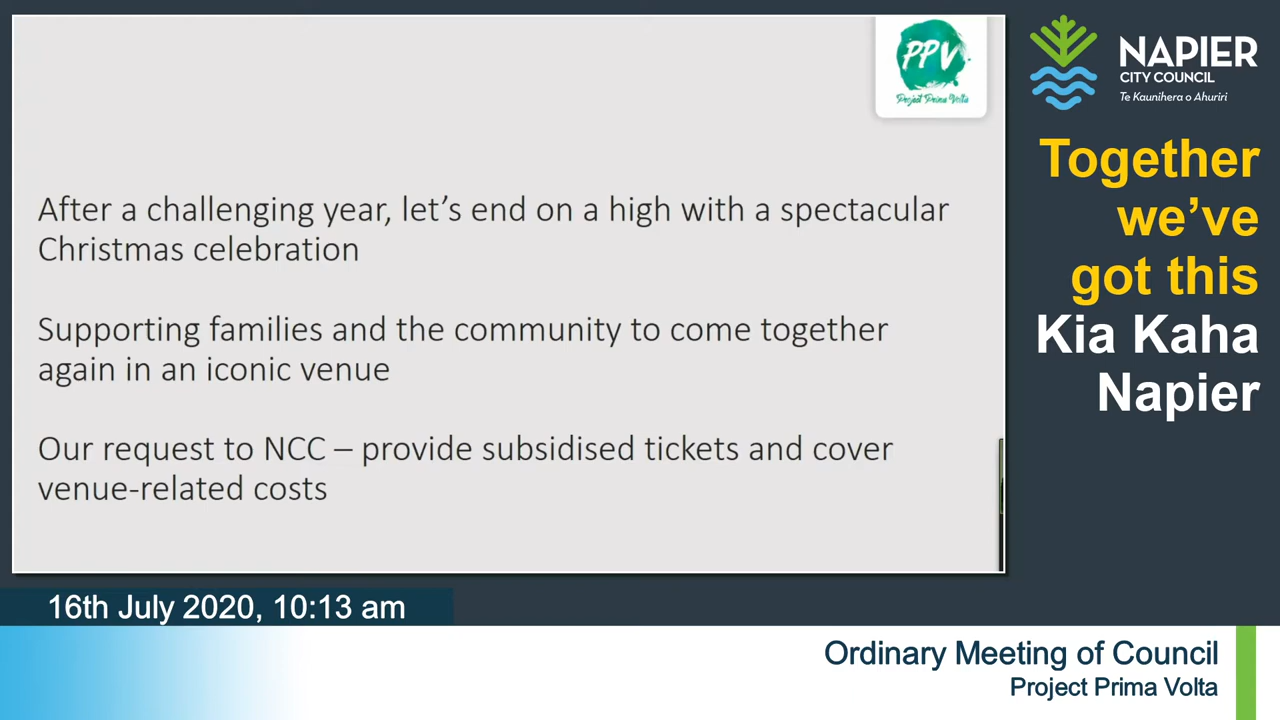 PPV
Project Prima Volta
After a challenging year, let’s end on a high with a spectacular
Christmas celebration
Supporting families and the community to come together
again in an iconic venue
Our request to NCC – provide subsidised tickets and cover
venue-related costs
NAPIER
CITY COUNCIL
Te Kaunihera o Ahuriri
Together
we’ve
got this
Kia Kaha
Napier
16th July 2020, 10:13 am
Ordinary Meeting of Council
Project Prima Volta